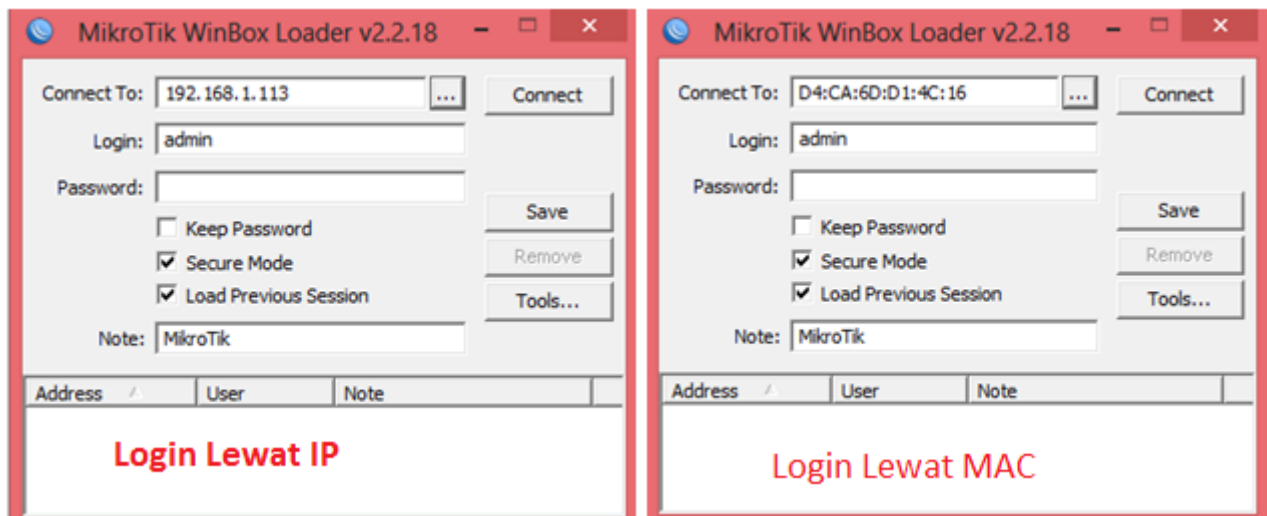 MikroTik WinBox Loader v2.2.18
Connect To: 192.168.1.113 ... Connect
Login: admin
Password:
Keep Password Save
Secure Mode Remove
Load Previous Session Tools...
Note: MikroTik
Address User Note
Login Lewat IP
MikroTik WinBox Loader v2.2.18
Connect To: D4:CA:6D:D1:4C:16 ... Connect
Login: admin
Password:
Keep Password Save
Secure Mode Remove
Load Previous Session Tools...
Note: MikroTik
Address User Note
Login Lewat MAC